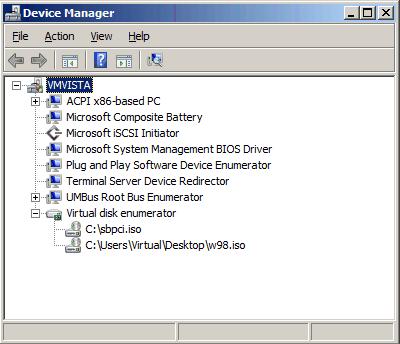 Device Manager
File Action View Help
VMVISTA
ACPI x86-based PC
Microsoft Composite Battery
Microsoft iSCSI Initiator
Microsoft System Management BIOS Driver
Plug and Play Software Device Enumerator
Terminal Server Device Redirector
UMBus Root Bus Enumerator
Virtual disk enumerator
C:\sbpci.iso
C:\Users\Virtual\Desktop\w98.iso